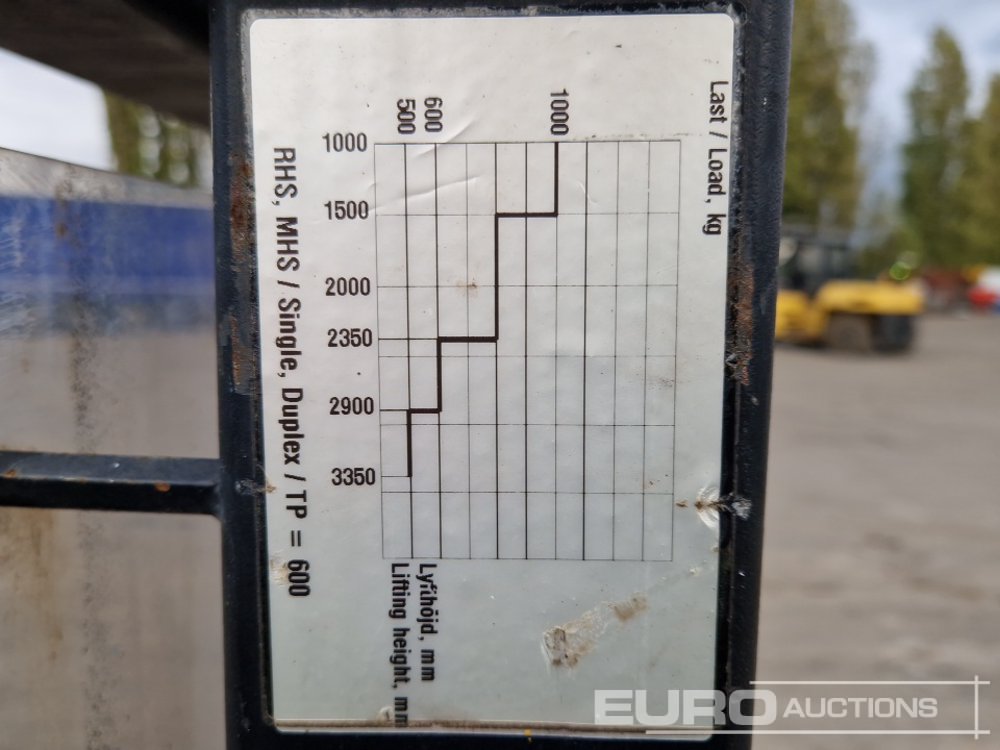 Last / Load, kg
1000
600
500
1000
1500
2000
2350
2900
3350
Lyfthöjd, mm
Lifting height, mm
RHS, MHS / Single, Duplex / TP = 600
EURO AUCTIONS